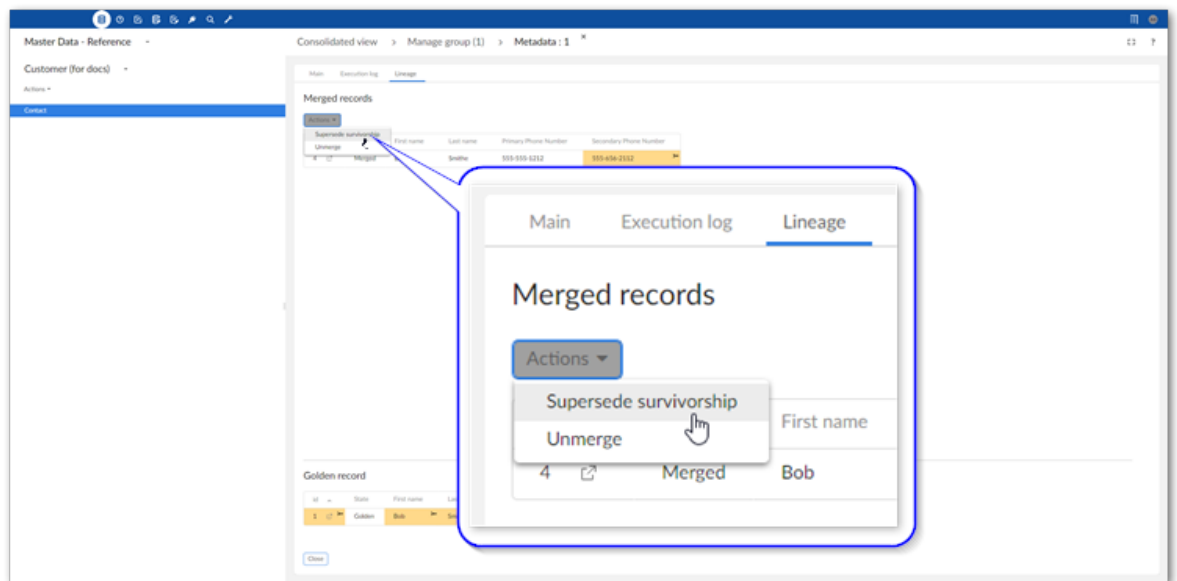 Master Data - Reference
Consolidated view > Manage group (1) > Metadata : 1 ×
?
Customer (for docs)
Actions
Contact
Main Execution log Lineage
Merged records
Actions
Supersede survivorship
Unmerge
First name Last name Primary Phone Number Secondary Phone Number
4 Merged Smithe 555-555-1212 555-656-2112
Main Execution log Lineage
Merged records
Actions
Supersede survivorship
Unmerge
First name
4 Merged Bob
Golden record
id State First name
1 Golden Bob
Close